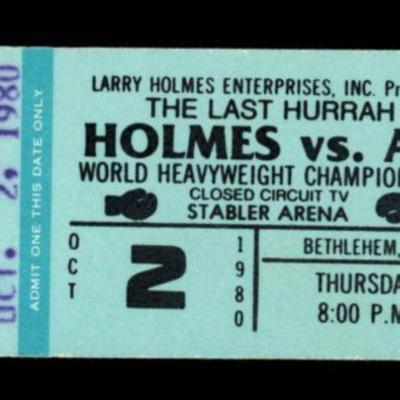 OCT. 2, 1980
ADMIT ONE THIS DATE ONLY
LARRY HOLMES ENTERPRISES, INC. Pr
THE LAST HURRAH
HOLMES vs. A
WORLD HEAVYWEIGHT CHAMPION
CLOSED CIRCUIT TV
STABLER ARENA
OCT
2
1980
BETHLEHEM,
THURSDA
8:00 P.M